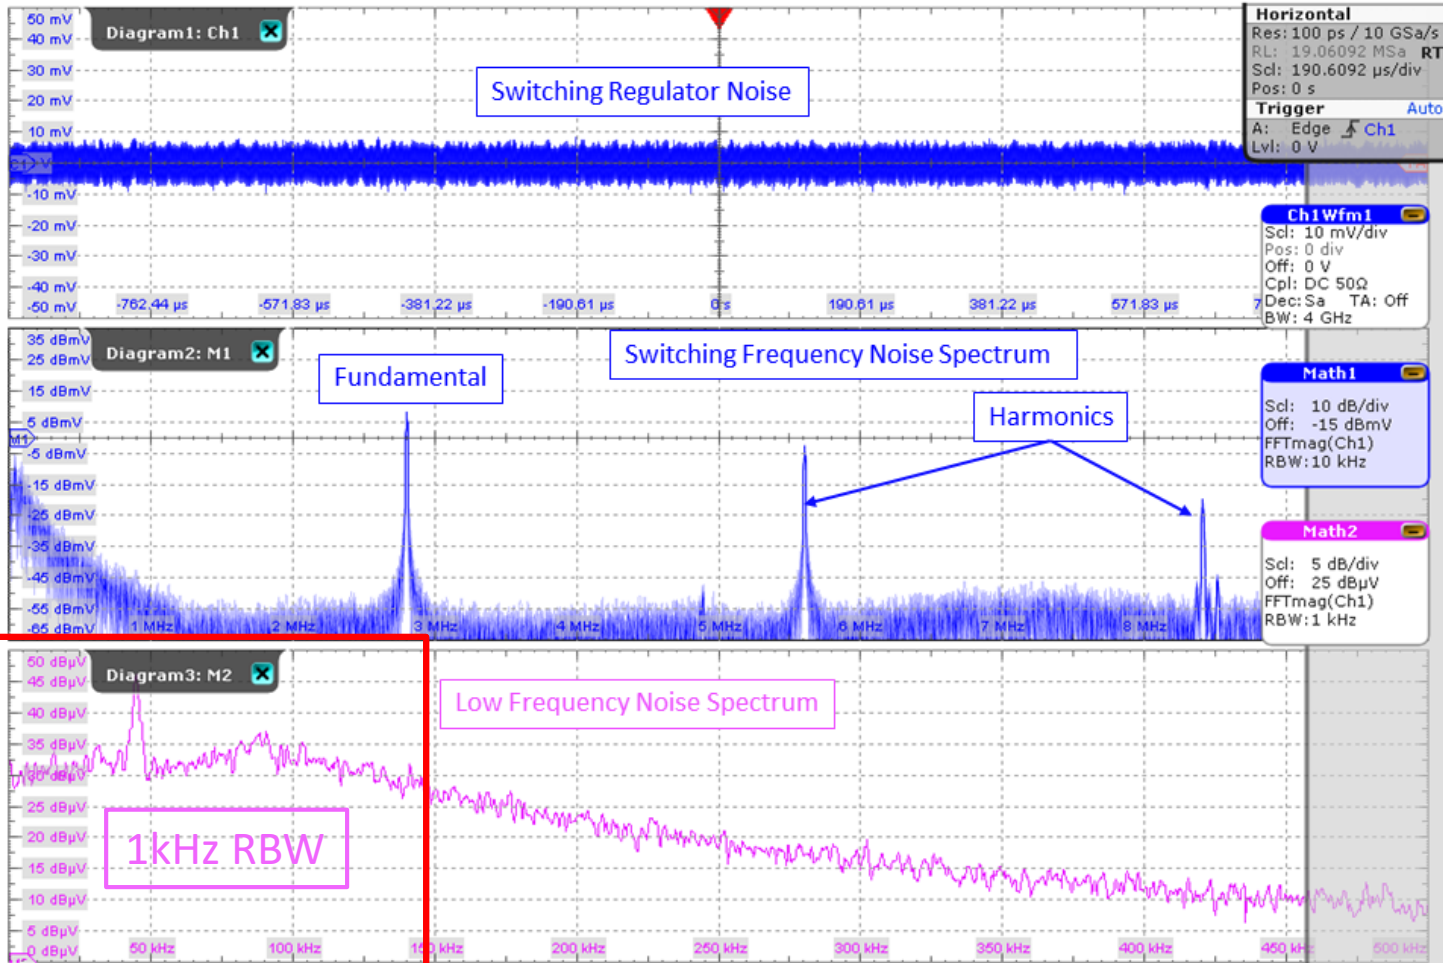 50 mV
40 mV
30 mV
20 mV
10 mV
-10 mV
-20 mV
-30 mV
-40 mV
-50 mV
Diagram1: Ch1
Switching Regulator Noise
-762.44 µs -571.83 µs -381.22 µs -190.61 µs 0 s 190.61 µs 381.22 µs 571.83 µs
Horizontal
Res: 100 ps / 10 GSa/s
RL: 19.06092 MSa RT
Scl: 190.6092 µs/div
Pos: 0 s
Trigger Auto
A: Edge Ch1
Lvl: 0 V
Ch1Wfm1
Scl: 10 mV/div
Pos: 0 div
Off: 0 V
Cpl: DC 50Ω
Dec: Sa TA: Off
BW: 4 GHz
35 dBmV
25 dBmV
15 dBmV
5 dBmV
M1
-5 dBmV
-15 dBmV
-25 dBmV
-35 dBmV
-45 dBmV
-55 dBmV
-65 dBmV
Diagram2: M1
Fundamental
Switching Frequency Noise Spectrum
Harmonics
1 MHz 2 MHz 3 MHz 4 MHz 5 MHz 6 MHz 7 MHz 8 MHz
Math1
Scl: 10 dB/div
Off: -15 dBmV
FFTmag(Ch1)
RBW: 10 kHz
Math2
Scl: 5 dB/div
Off: 25 dBµV
FFTmag(Ch1)
RBW: 1 kHz
50 dBµV
45 dBµV
40 dBµV
35 dBµV
30 dBµV
25 dBµV
20 dBµV
15 dBµV
10 dBµV
5 dBµV
0 dBµV
Diagram3: M2
Low Frequency Noise Spectrum
1kHz RBW
50 kHz 100 kHz 150 kHz 200 kHz 250 kHz 300 kHz 350 kHz 400 kHz 450 kHz 500 kHz